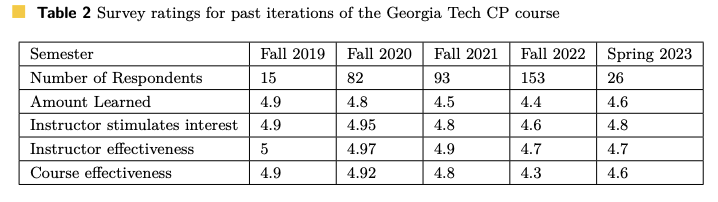 Table 2 Survey ratings for past iterations of the Georgia Tech CP course
Semester Fall 2019 Fall 2020 Fall 2021 Fall 2022 Spring 2023
Number of Respondents 15 82 93 153 26
Amount Learned 4.9 4.8 4.5 4.4 4.6
Instructor stimulates interest 4.9 4.95 4.8 4.6 4.8
Instructor effectiveness 5 4.97 4.9 4.7 4.7
Course effectiveness 4.9 4.92 4.8 4.3 4.6